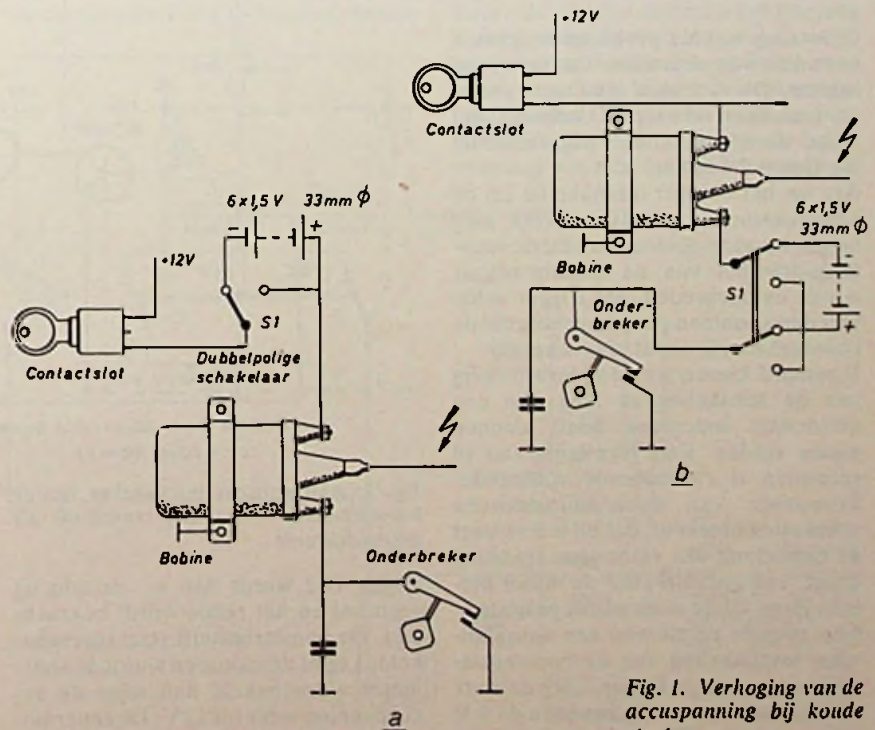 +12V
Contactslot
6x1,5V 33mm ϕ
- +
S1
+12V
Contactslot
Dubbelpolige
schakelaar
Bobine
Onderbreker
a
Bobine
6x1,5V
33mm ϕ
-
S1
+
Onder-
breker
b
Fig. 1. Verhoging van de
accuspanning bij koude